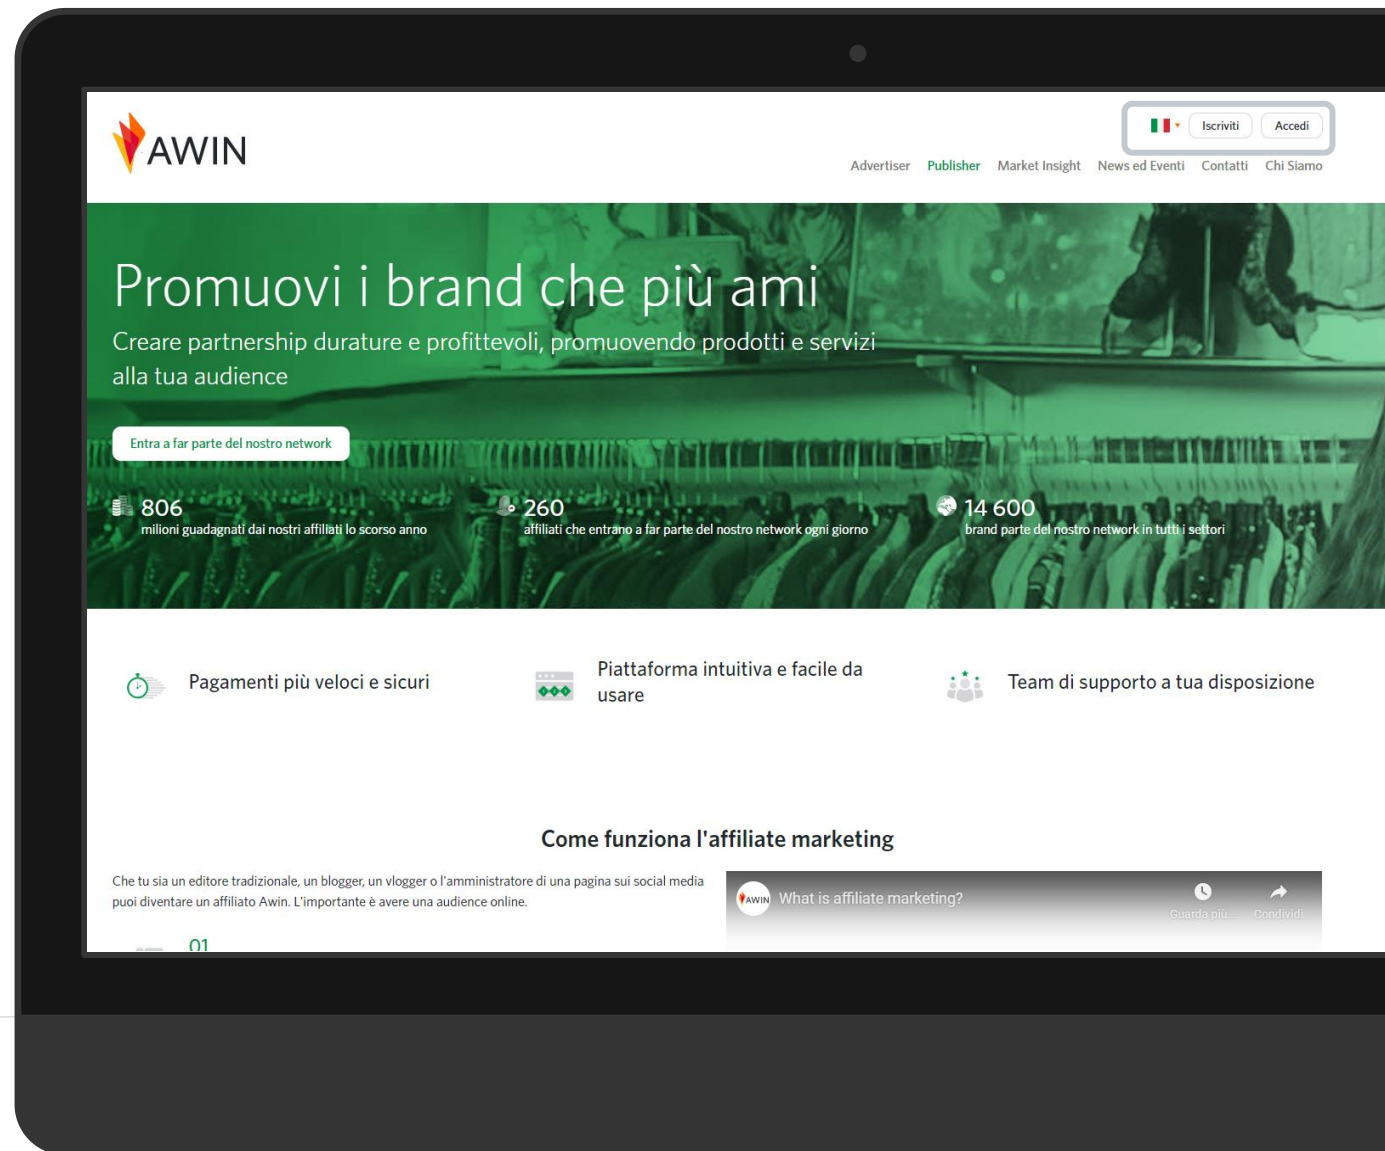 AWIN
Iscriviti
Accedi
Advertiser Publisher Market Insight News ed Eventi Contatti Chi Siamo
Promuovi i brand che più ami
Creare partnership durature e profittevoli, promuovendo prodotti e servizi
alla tua audience
Entra a far parte del nostro network
806
milioni guadagnati dai nostri affiliati lo scorso anno
260
affiliati che entrano a far parte del nostro network ogni giorno
14 600
brand parte del nostro network in tutti i settori
Pagamenti più veloci e sicuri
Piattaforma intuitiva e facile da
usare
Team di supporto a tua disposizione
Come funziona l'affiliate marketing
Che tu sia un editore tradizionale, un blogger, un vlogger o l'amministratore di una pagina sui social media
puoi diventare un affiliato Awin. L'importante è avere una audience online.
01
AWIN
What is affiliate marketing?
Guarda più...
Condividi